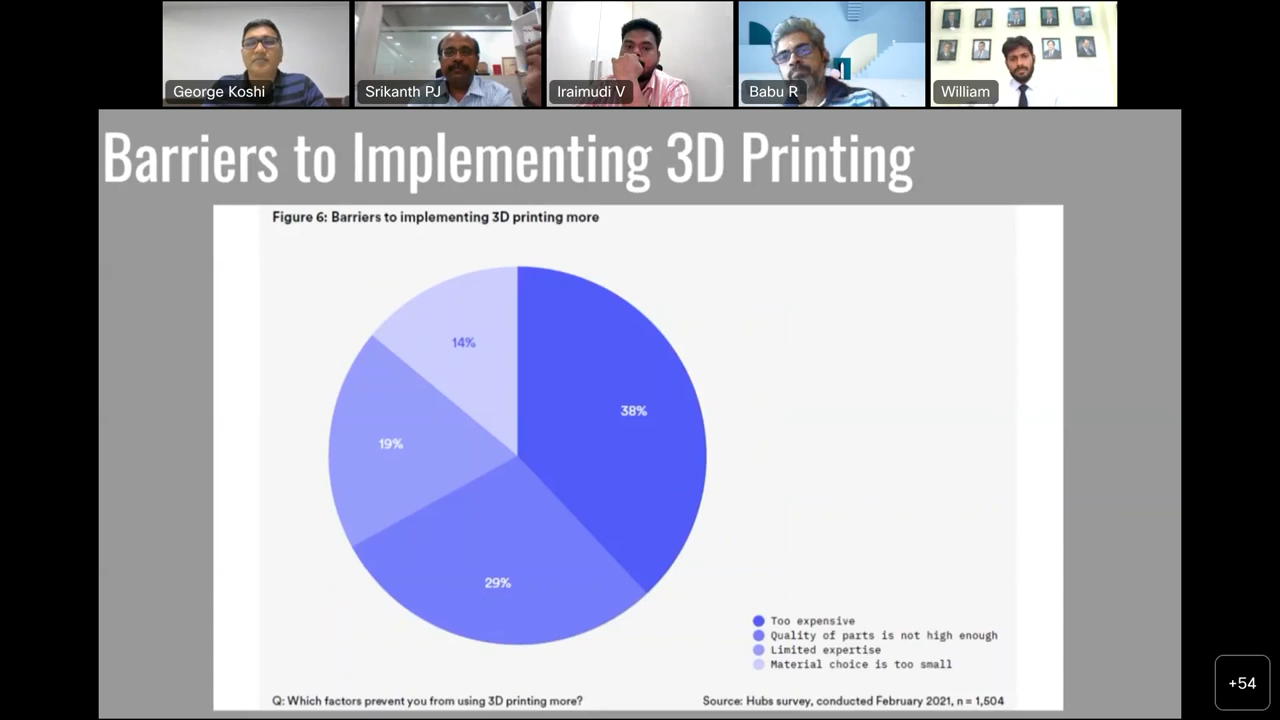 George Koshi
Srikanth PJ
Iraimudi V
Babu R
William
Barriers to Implementing 3D Printing
Figure 6: Barriers to implementing 3D printing more
14%
38%
19%
29%
Too expensive
Quality of parts is not high enough
Limited expertise
Material choice is too small
Q: Which factors prevent you from using 3D printing more?
Source: Hubs survey, conducted February 2021, n = 1,504
+54